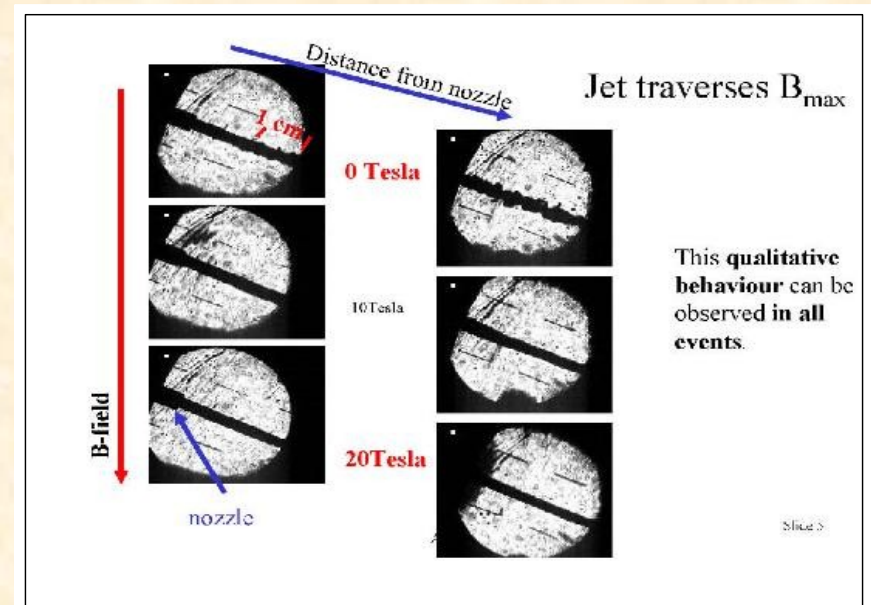 Distance from nozzle
Jet traverses Bmax
1 cm
0 Tesla
10Tesla
20Tesla
B-field
nozzle
This qualitative
behaviour can be
observed in all
events.
Slide 5